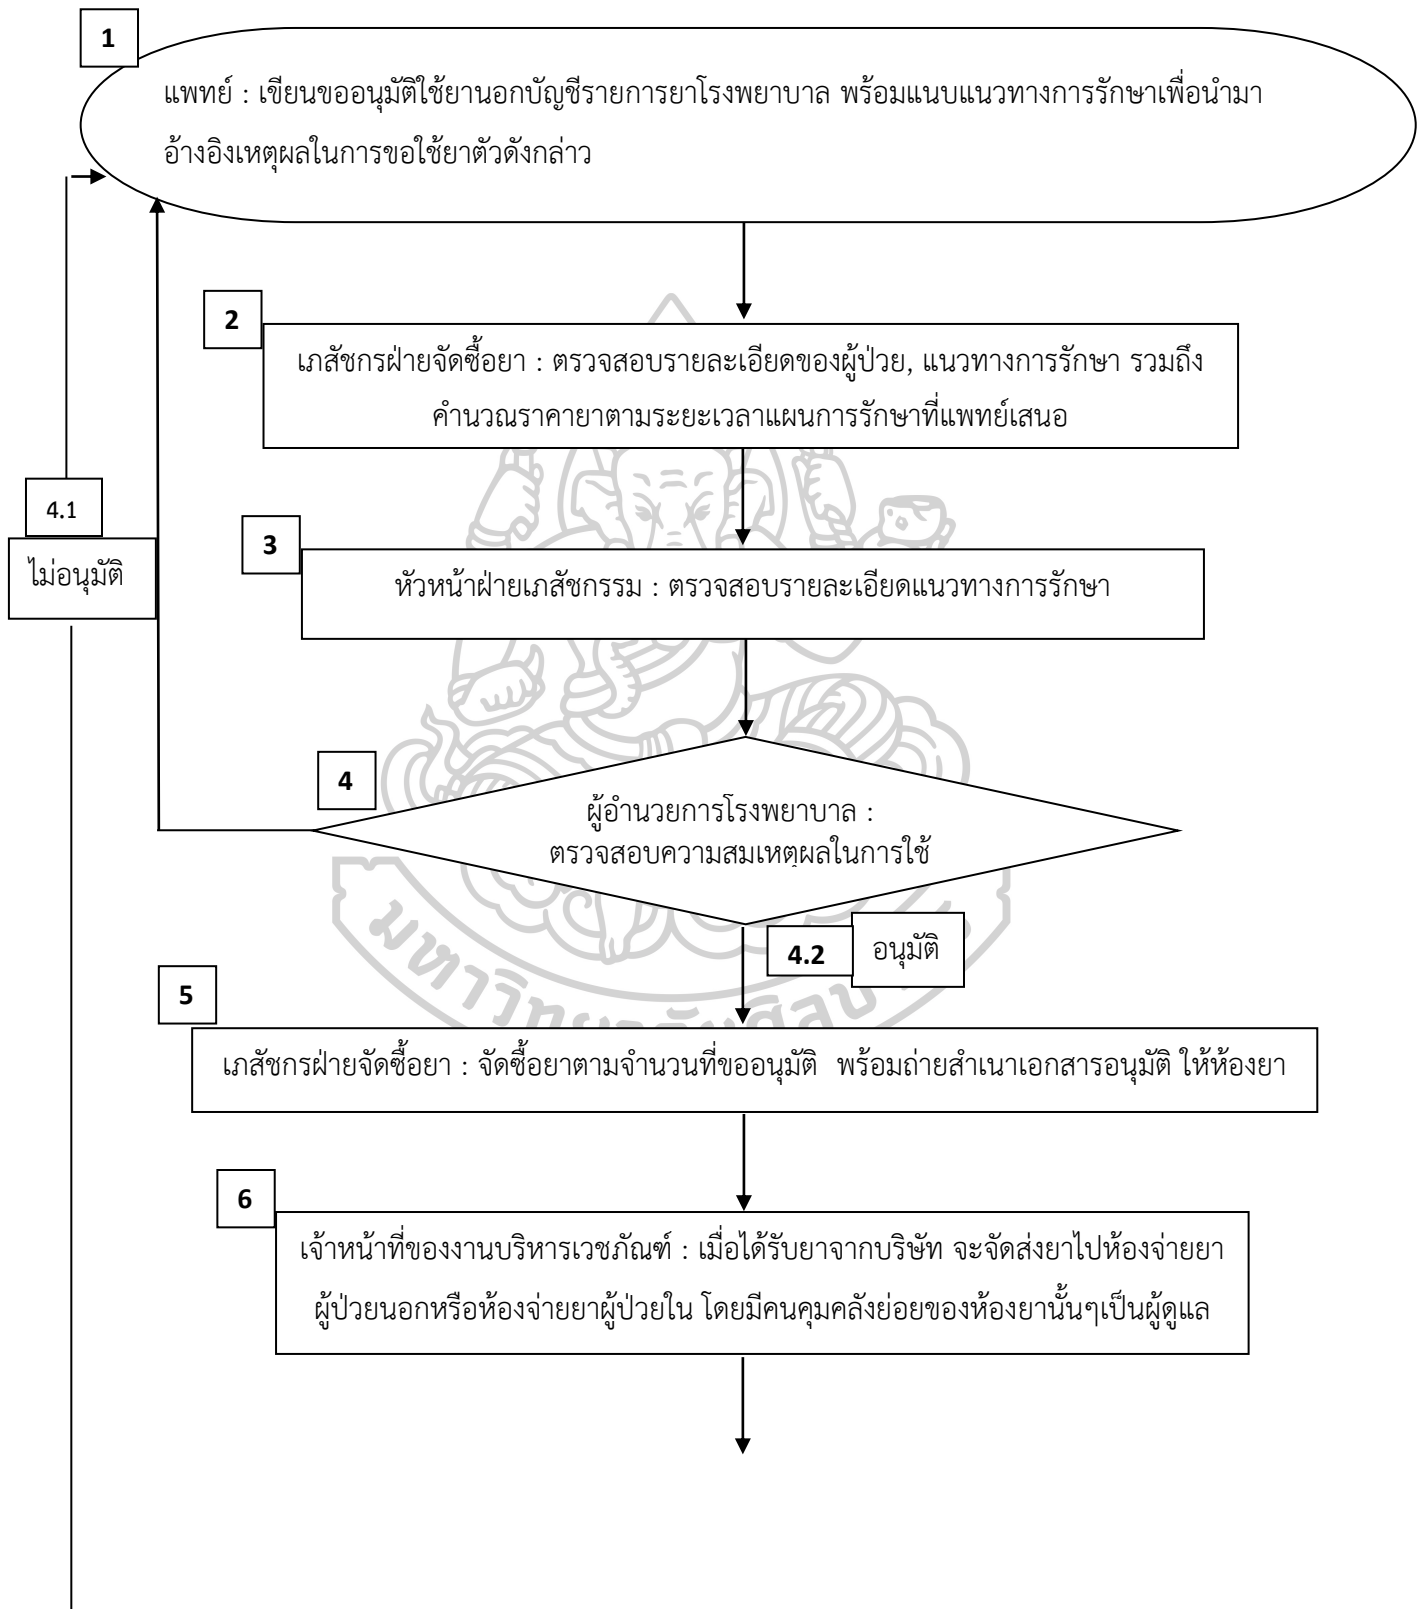 1
แพทย์ : เขียนขออนุมัติใช้ยานอกบัญชีรายการยาโรงพยาบาล พร้อมแนบแนวทางการรักษาเพื่อนำมา
อ้างอิงเหตุผลในการขอใช้ยาตัวดังกล่าว
2
เภสัชกรฝ่ายจัดซื้อยา : ตรวจสอบรายละเอียดของผู้ป่วย, แนวทางการรักษา รวมถึง
คำนวณราคายาตามระยะเวลาแผนการรักษาที่แพทย์เสนอ
4.1
ไม่อนุมัติ
3
หัวหน้าฝ่ายเภสัชกรรม : ตรวจสอบรายละเอียดแนวทางการรักษา
4
ผู้อำนวยการโรงพยาบาล :
ตรวจสอบความสมเหตุผลในการใช้
4.2
อนุมัติ
5
เภสัชกรฝ่ายจัดซื้อยา : จัดซื้อยาตามจำนวนที่ขออนุมัติ พร้อมถ่ายสำเนาเอกสารอนุมัติ ให้ห้องยา
6
เจ้าหน้าที่ของงานบริหารเวชภัณฑ์ : เมื่อได้รับยาจากบริษัท จะจัดส่งยาไปห้องจ่ายยา
ผู้ป่วยนอกหรือห้องจ่ายยาผู้ป่วยใน โดยมีคนคุมคลังย่อยของห้องยานั้นๆเป็นผู้ดูแล